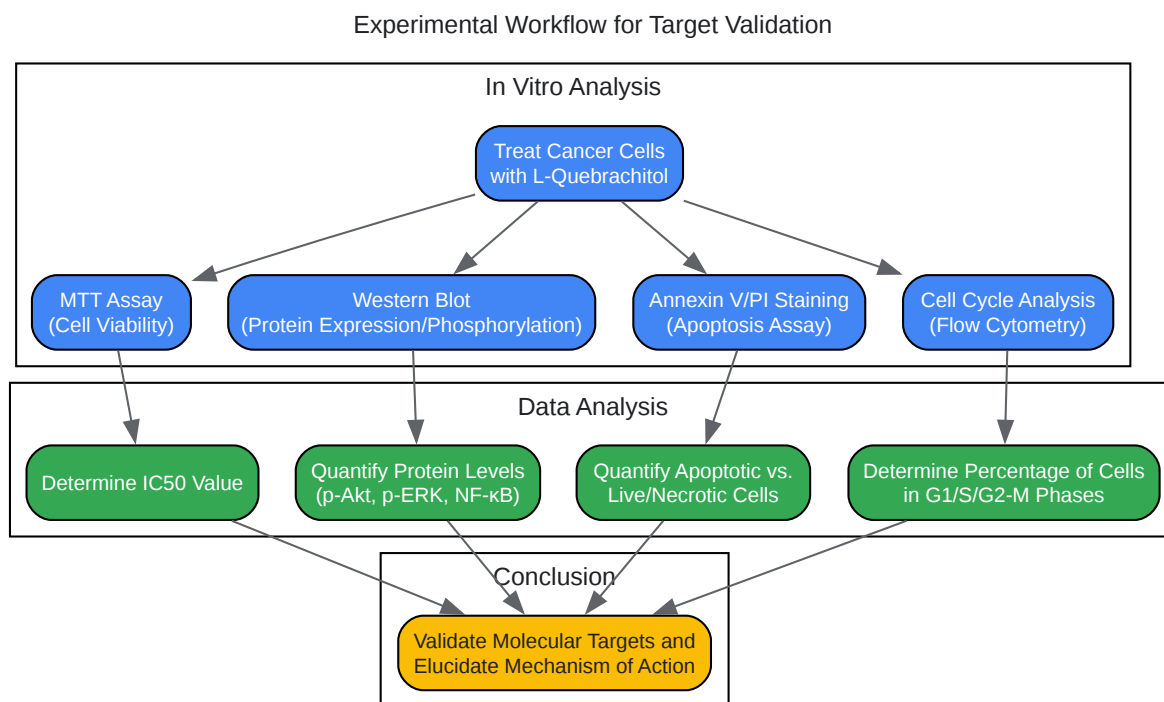 Experimental Workflow for Target Validation
In Vitro Analysis
Treat Cancer Cells
with L-Quebrachitol
MTT Assay
(Cell Viability)
Western Blot
(Protein Expression/Phosphorylation)
Annexin V/PI Staining
(Apoptosis Assay)
Cell Cycle Analysis
(Flow Cytometry)
Data Analysis
Determine IC50 Value
Quantify Protein Levels
(p-Akt, p-ERK, NF-κB)
Quantify Apoptotic vs.
Live/Necrotic Cells
Determine Percentage of Cells
in G1/S/G2-M Phases
Conclusion
Validate Molecular Targets and
Elucidate Mechanism of Action